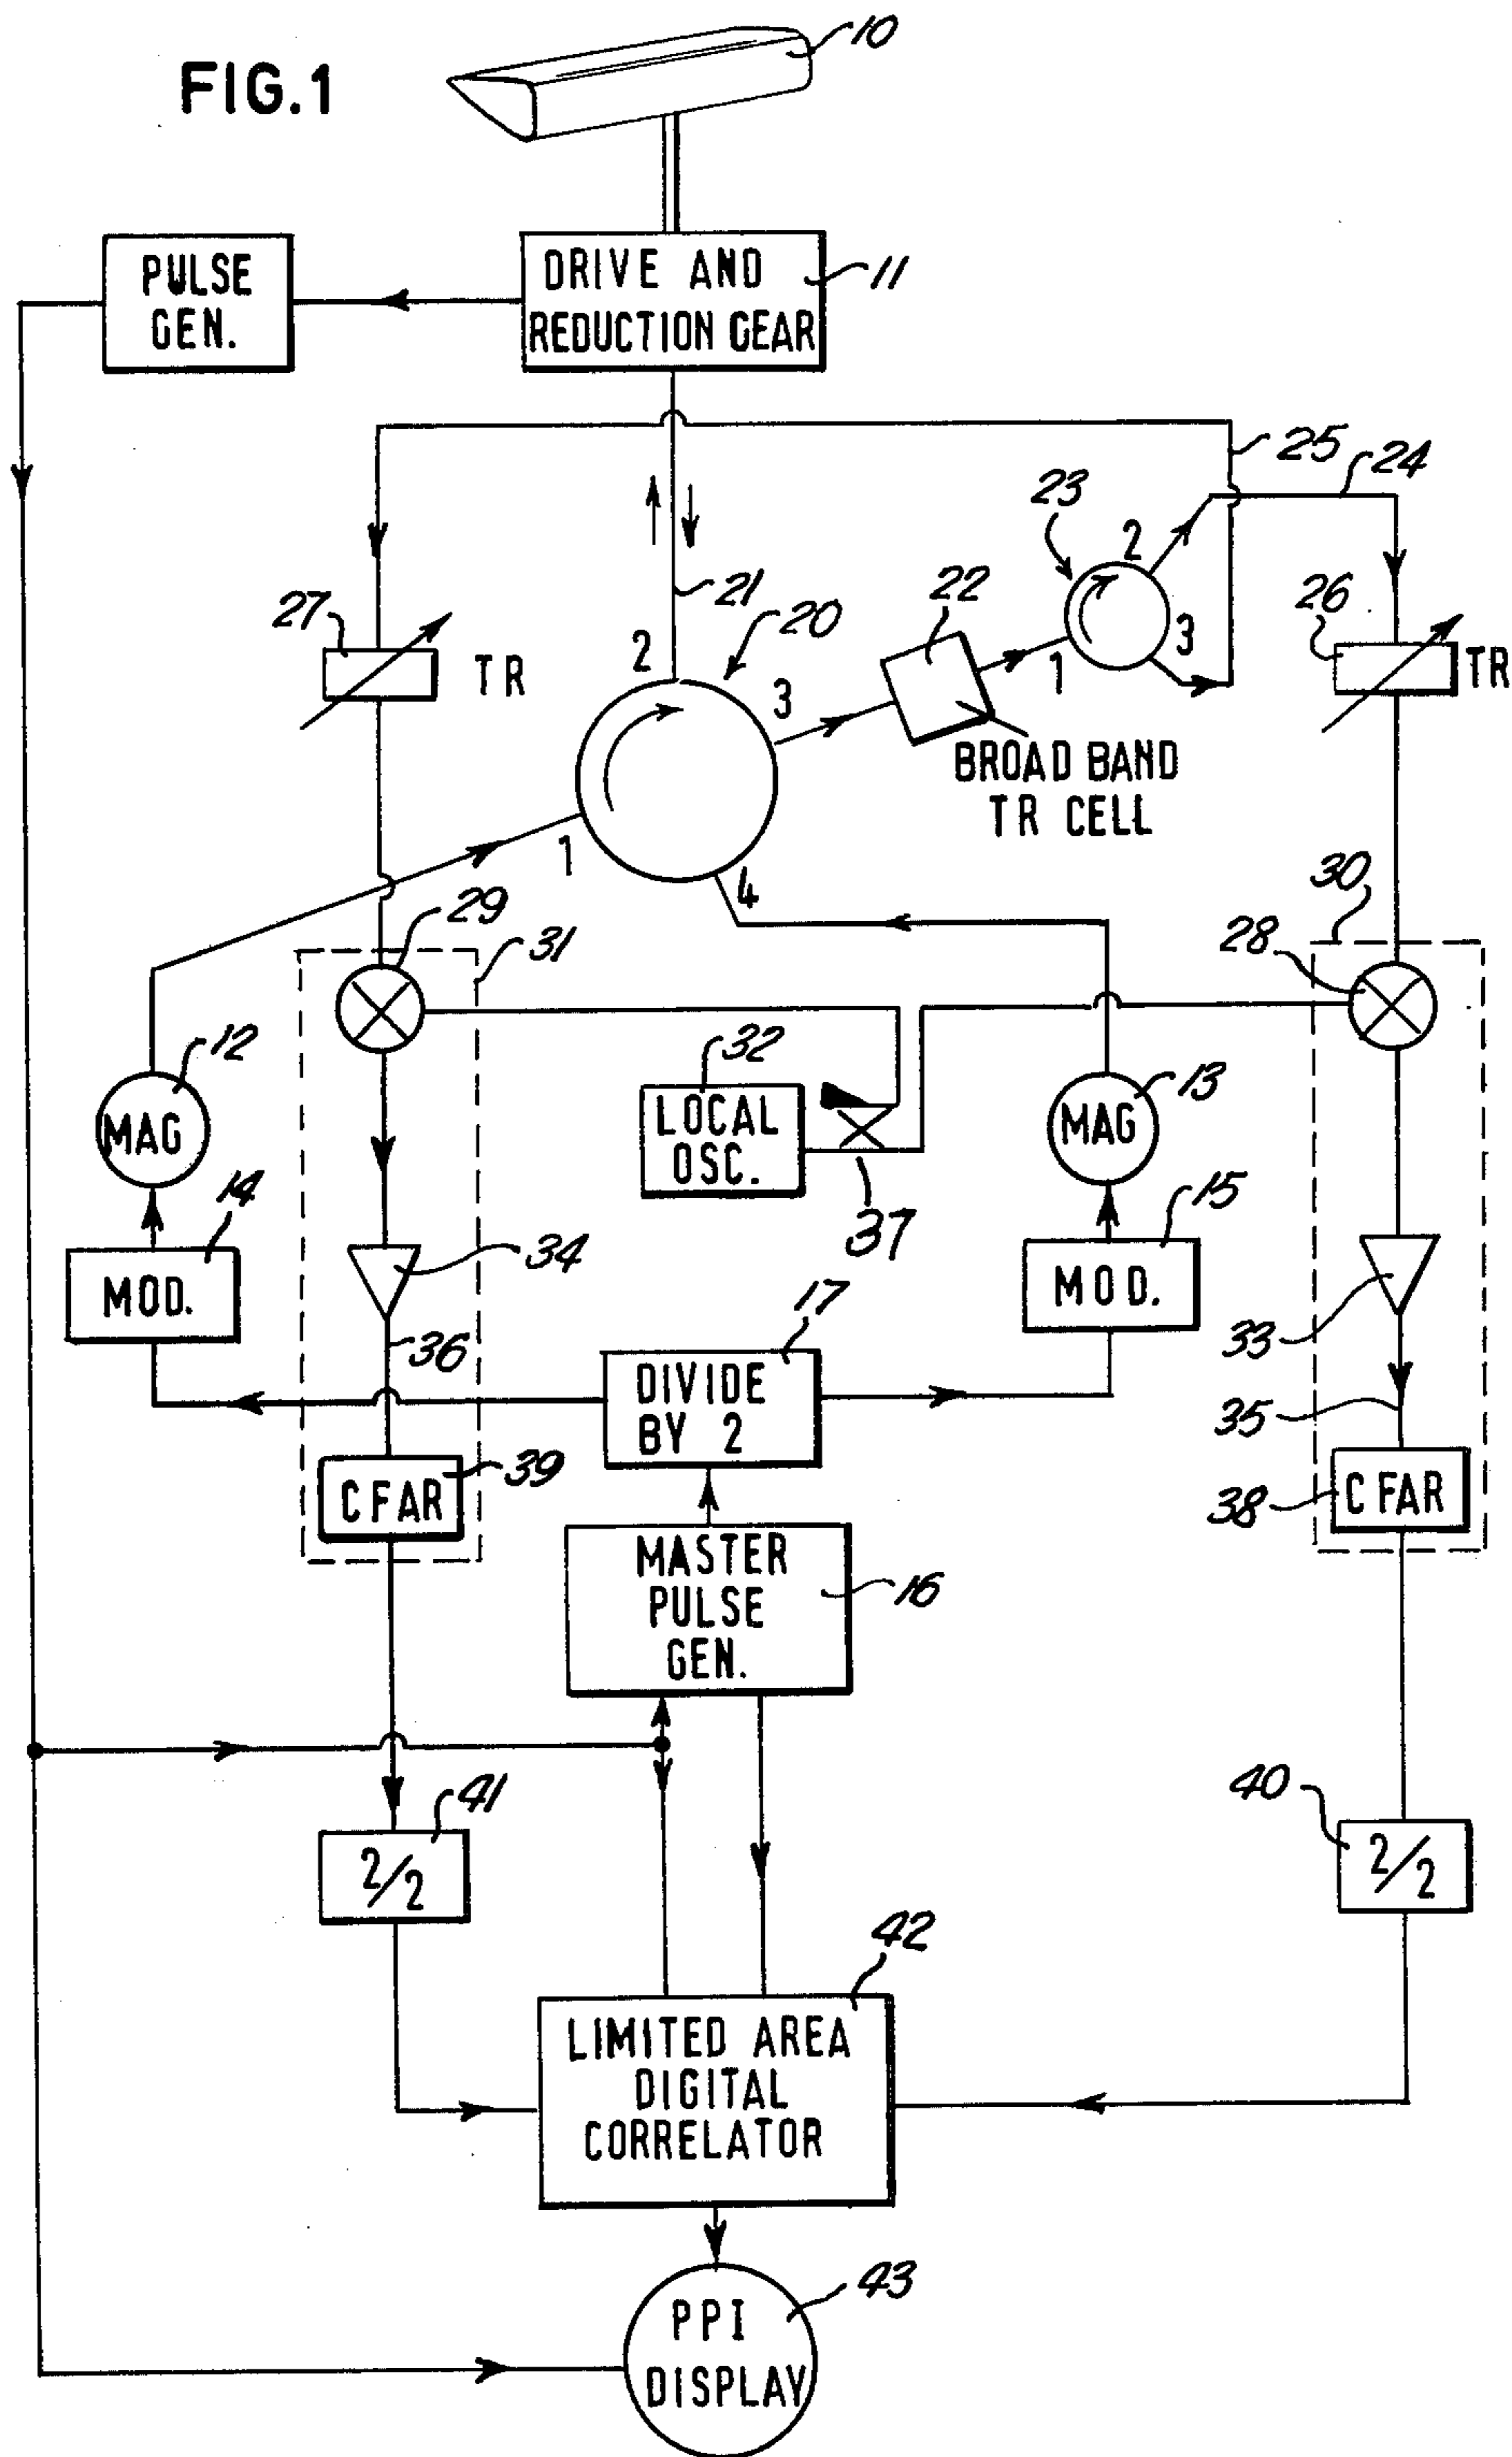 FIG.1
10
PULSE
GEN.
DRIVE AND
REDUCTION GEAR
11
25
24
23
2
21
22
27
20
26
TR
2
3
1
3
TR
BROAD BAND
TR CELL
1
4
30
29
31
28
12
32
13
MAG
LOCAL
OSC.
MAG
14
37
15
34
MOD.
17
MOD.
36
33
DIVIDE
BY 2
35
CFAR
39
38
CFAR
MASTER
PULSE
GEN.
16
41
40
2/2
2/2
42
LIMITED AREA
DIGITAL
CORRELATOR
43
PPI
DISPLAY